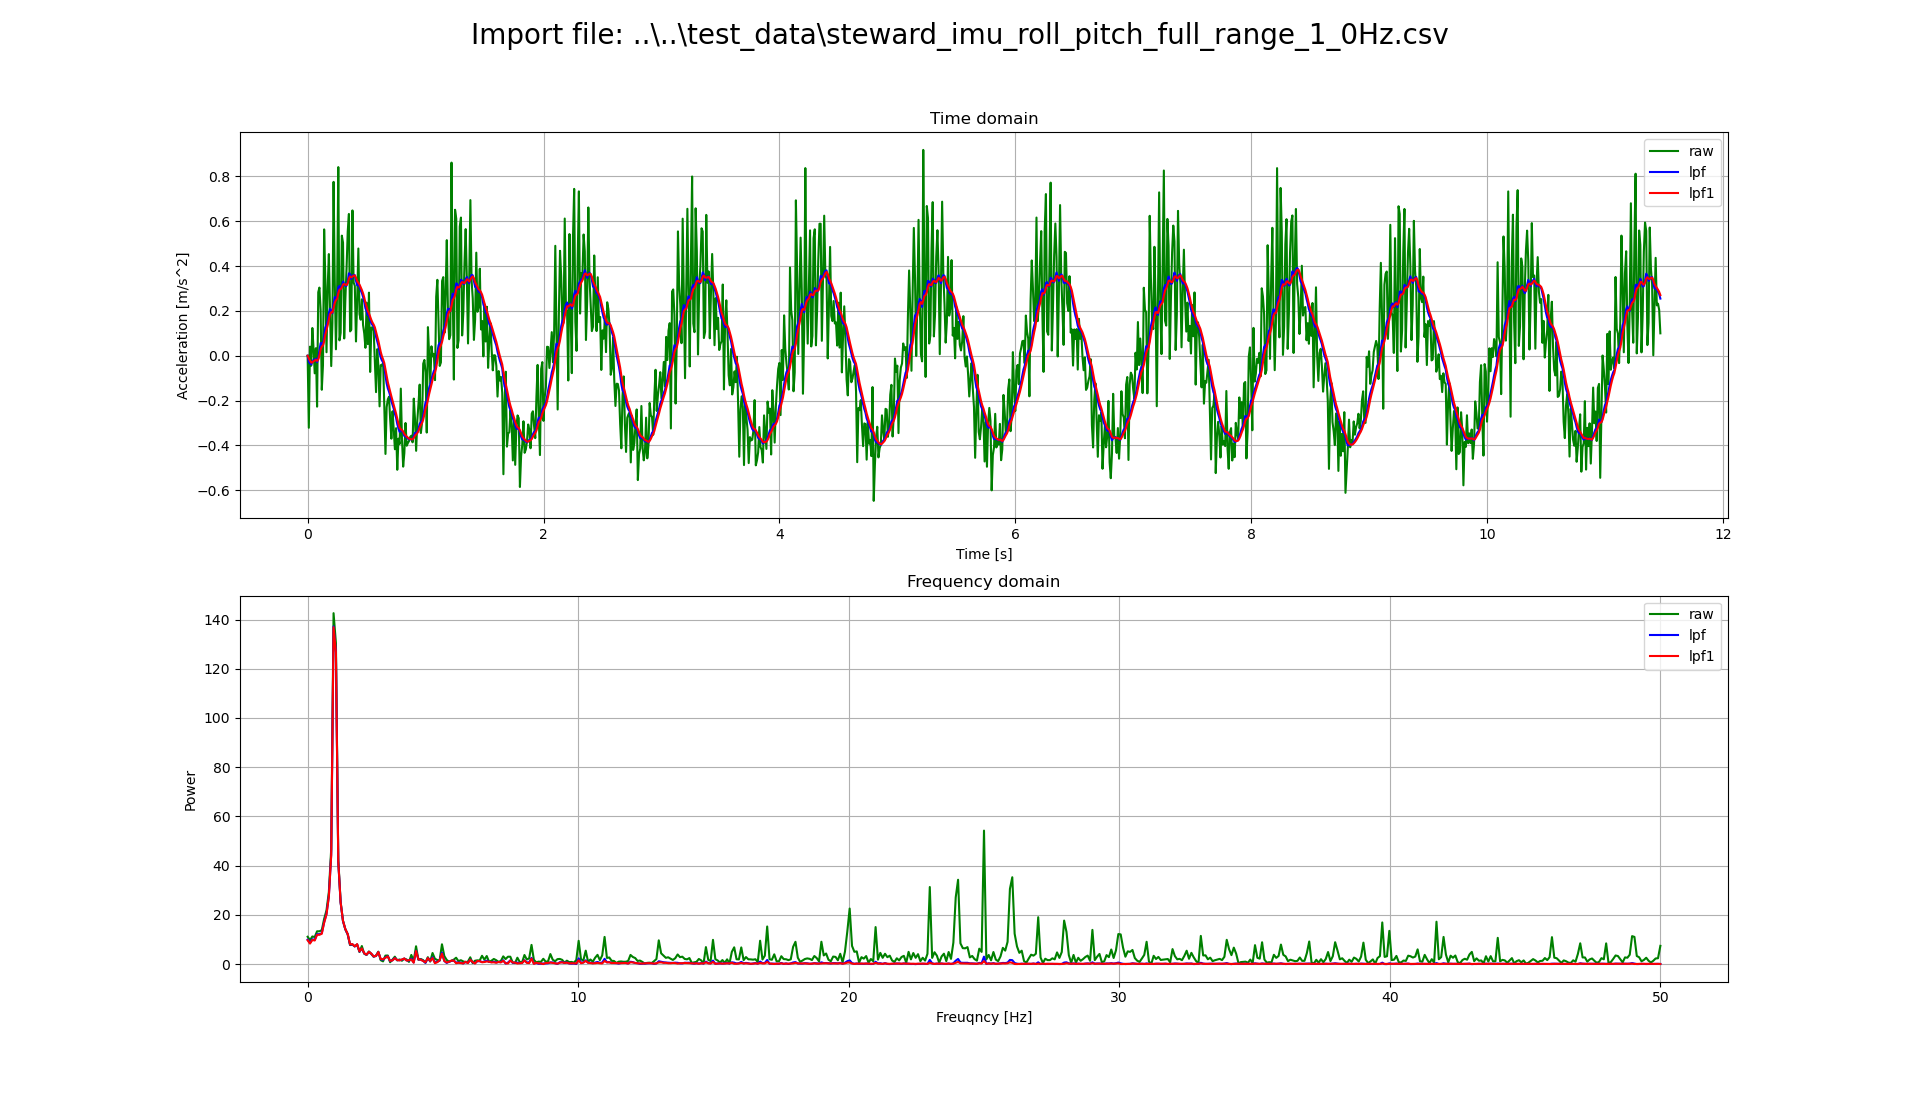 Import file: ..\..\test_data\steward_imu_roll_pitch_full_range_1_0Hz.csv
Time domain
Acceleration [m/s^2]
0.8
0.6
0.4
0.2
0.0
−0.2
−0.4
−0.6
raw
lpf
lpf1
0 2 4 6 8 10 12
Time [s]
Frequency domain
Power
140
120
100
80
60
40
20
0
raw
lpf
lpf1
0 10 20 30 40 50
Freuqncy [Hz]